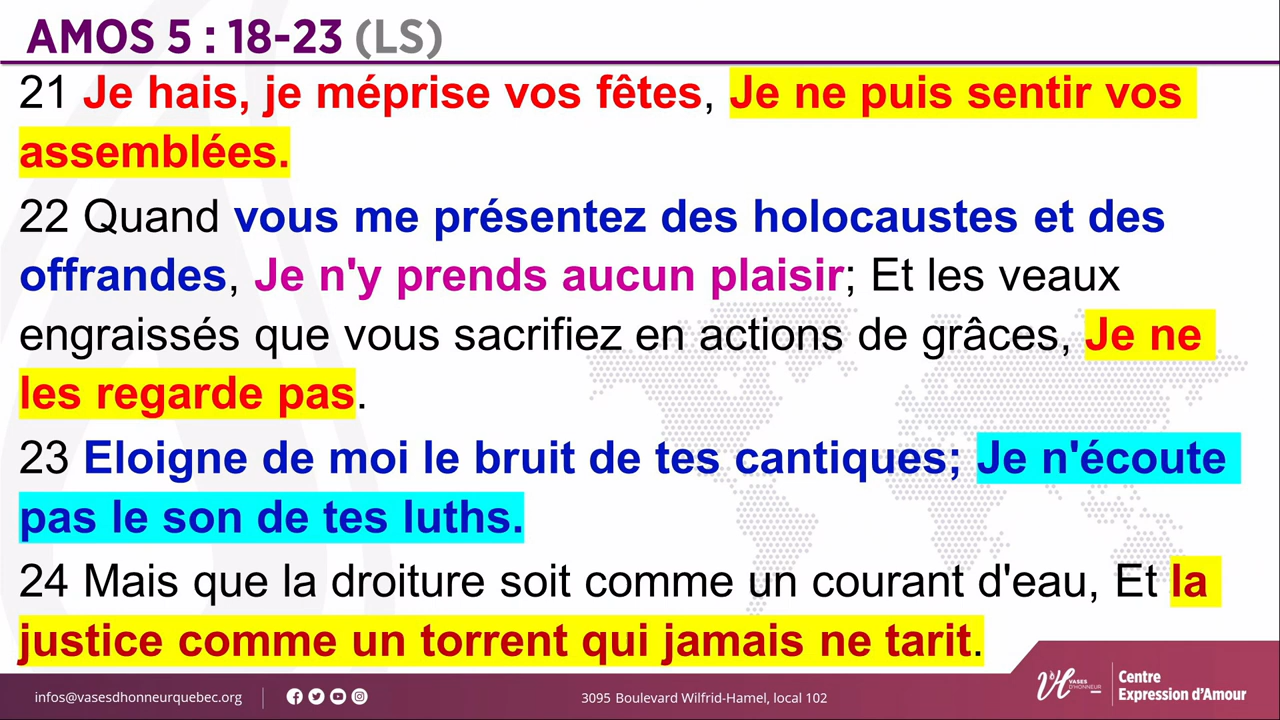 AMOS 5 : 18-23 (LS)
21 Je hais, je méprise vos fêtes, Je ne puis sentir vos
assemblées.
22 Quand vous me présentez des holocaustes et des
offrandes, Je n'y prends aucun plaisir; Et les veaux
engraissés que vous sacrifiez en actions de grâces, Je ne
les regarde pas.
23 Eloigne de moi le bruit de tes cantiques; Je n'écoute
pas le son de tes luths.
24 Mais que la droiture soit comme un courant d'eau, Et la
justice comme un torrent qui jamais ne tarit.
infos@vasesdhonneurquebec.org
3095 Boulevard Wilfrid-Hamel, local 102
VH VASES
D'HONNEUR
Centre
Expression d'Amour